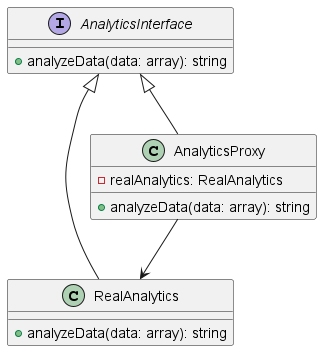 I AnalyticsInterface
analyzeData(data: array): string
C AnalyticsProxy
realAnalytics: RealAnalytics
analyzeData(data: array): string
C RealAnalytics
analyzeData(data: array): string